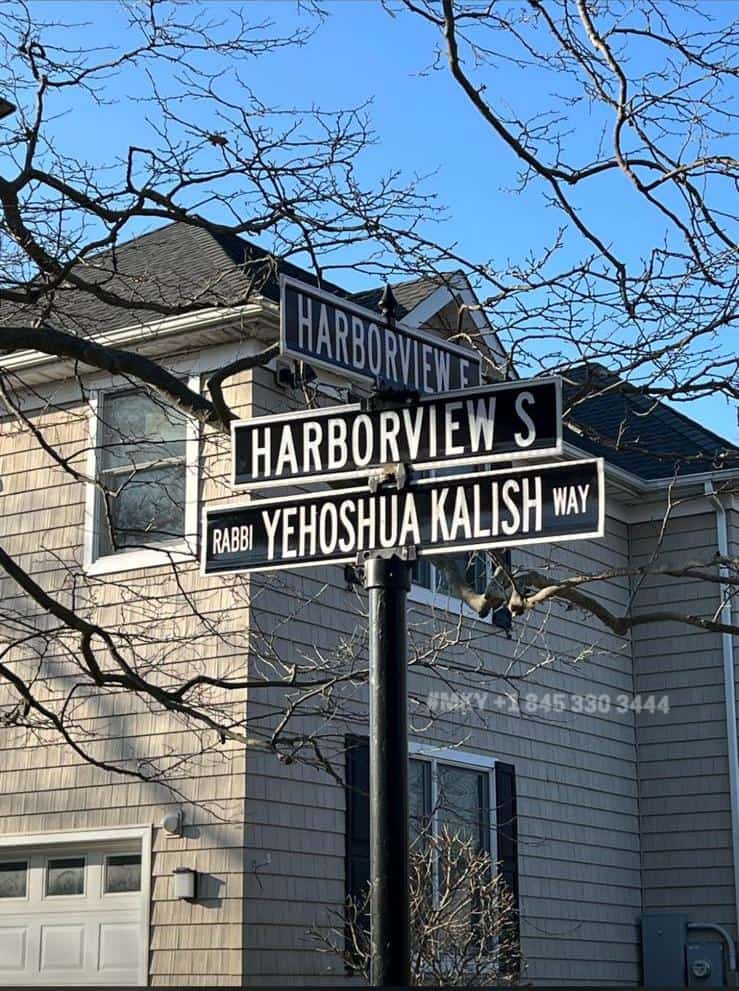 HARBORVIEW E
HARBORVIEW S
RABBI YEHOSHUA KALISH WAY
#MKY +1 845 330 3444